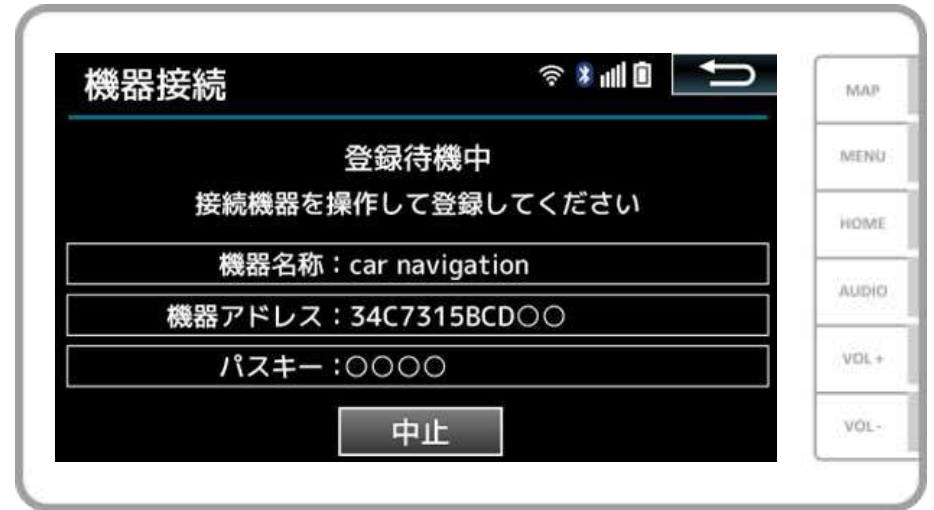 機器接続
登録待機中
接続機器を操作して登録してください
機器名称：car navigation
機器アドレス：34C7315BCD○○
パスキー：○○○○
中止
MAP
MENU
HOME
AUDIO
VOL +
VOL -